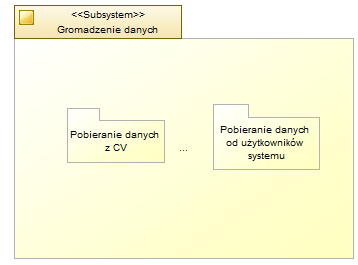 <<Subsystem>>
Gromadzenie danych
Pobieranie danych
z CV
...
Pobieranie danych
od użytkowników
systemu